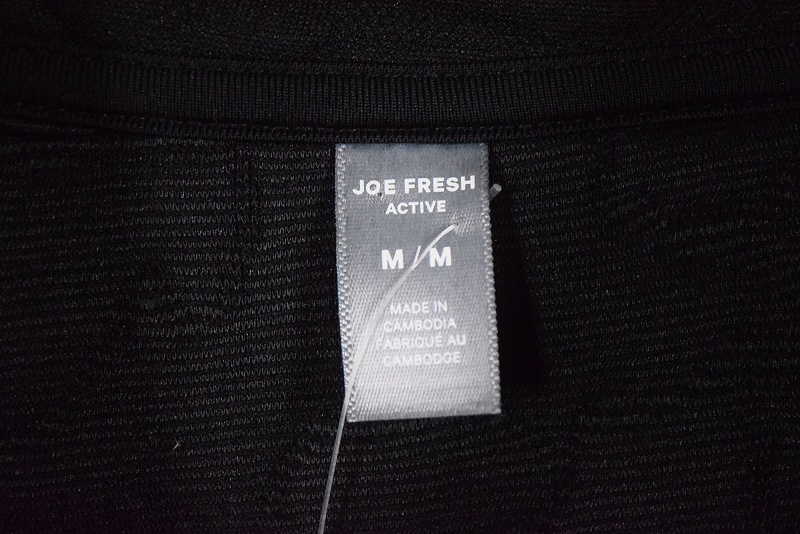 JOE FRESH
ACTIVE
M/M
MADE IN
CAMBODIA
FABRIQUÉ AU
CAMBODGE